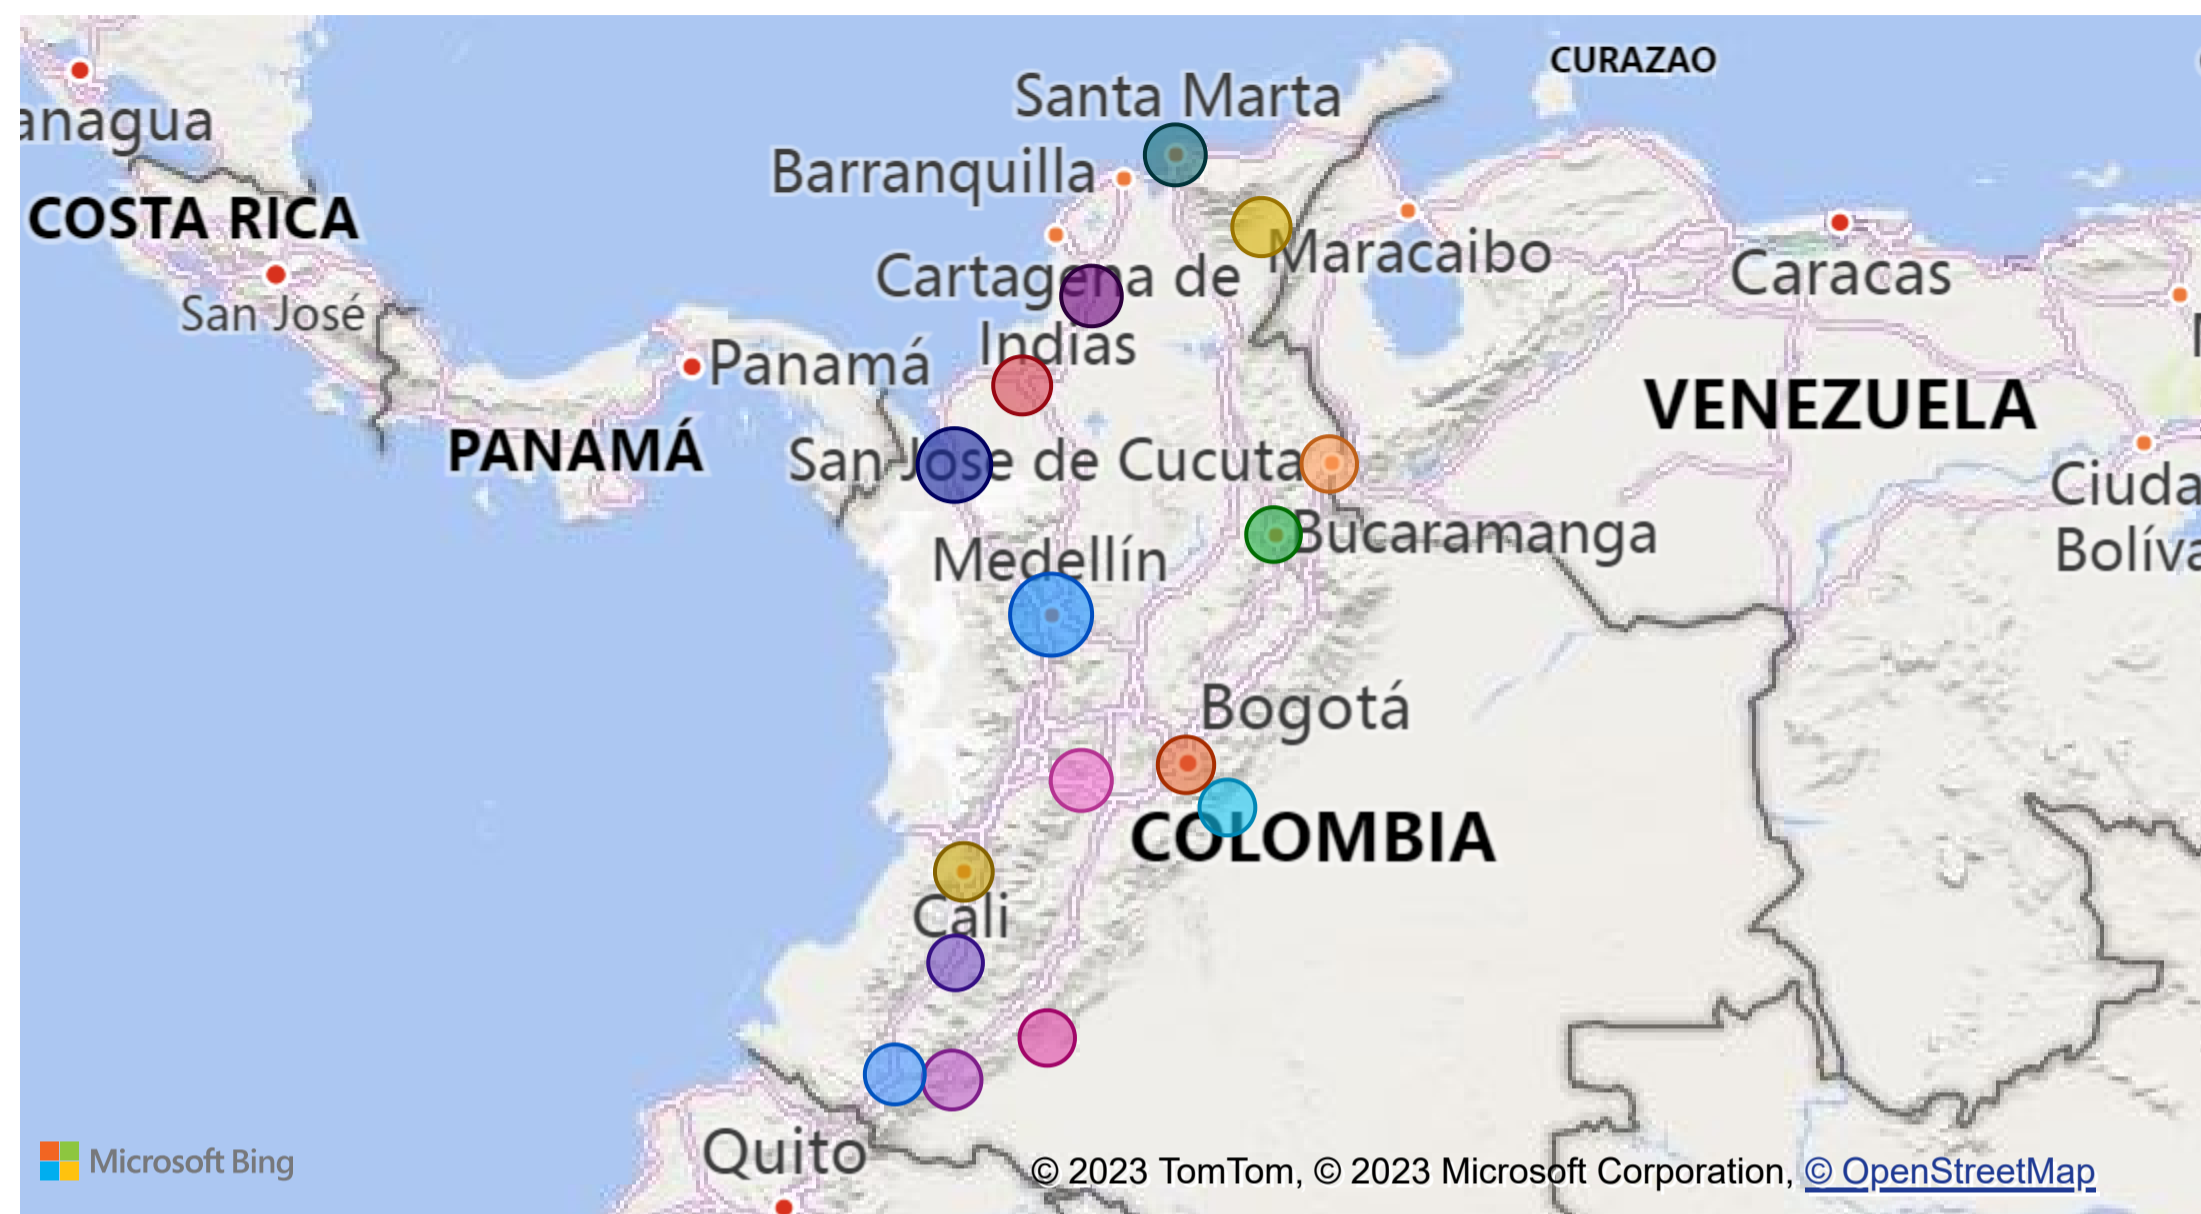 CURAZAO
Santa Marta
anagua
Barranquilla
COSTA RICA
Maracaibo
Cartagena de
Indias
Caracas
San José
Panamá
VENEZUELA
PANAMÁ
San Jose de Cucuta
Ciuda
Bolíva
Bucaramanga
Medellín
Bogotá
COLOMBIA
Cali
Quito
Microsoft Bing
© 2023 TomTom, © 2023 Microsoft Corporation, © OpenStreetMap